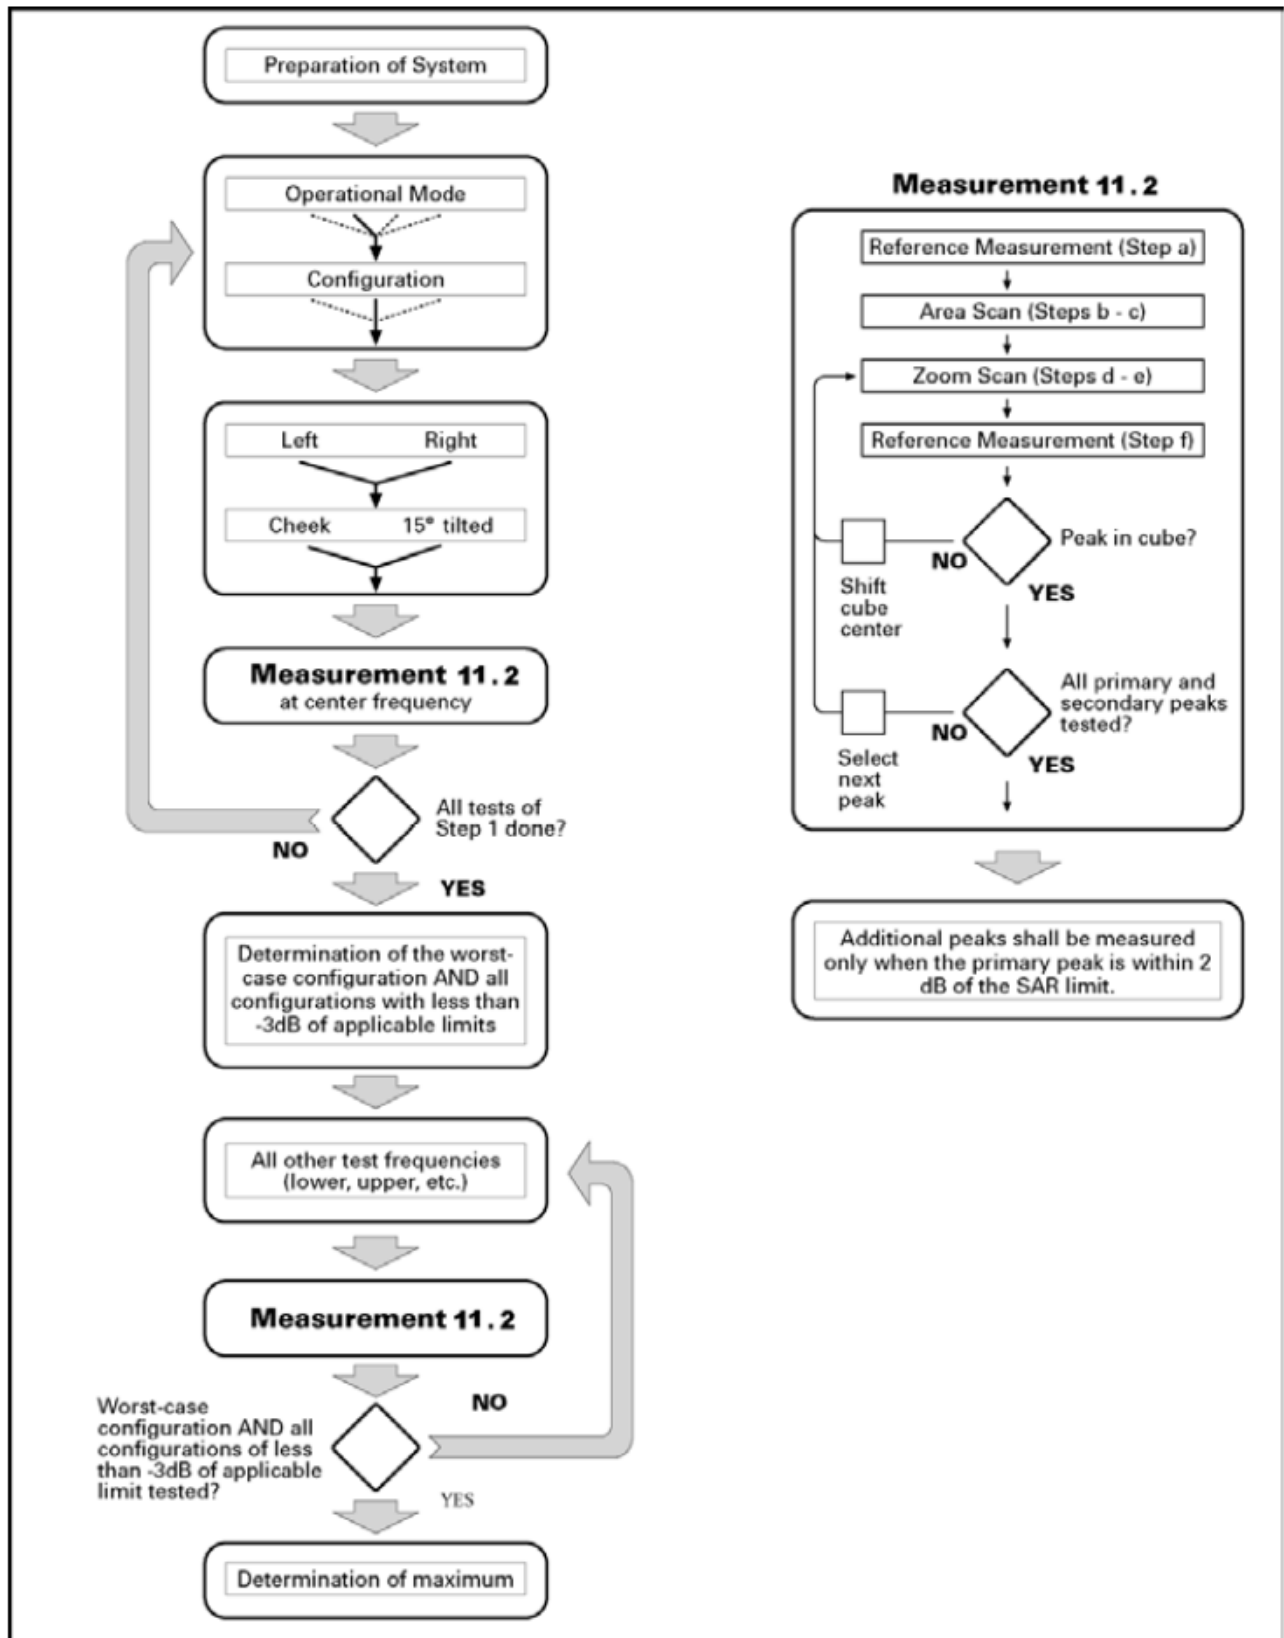 Preparation of System
Operational Mode
Configuration
Left Right
Cheek 15° tilted
Measurement 11.2
at center frequency
All tests of
Step 1 done?
NO
YES
Determination of the worst-
case configuration AND all
configurations with less than
-3dB of applicable limits
All other test frequencies
(lower, upper, etc.)
Measurement 11.2
NO
Worst-case
configuration AND all
configurations of less
than -3dB of applicable
limit tested?
YES
Determination of maximum
Measurement 11.2
Reference Measurement (Step a)
Area Scan (Steps b - c)
Zoom Scan (Steps d - e)
Reference Measurement (Step f)
Peak in cube?
NO
YES
Shift
cube
center
All primary and
secondary peaks
tested?
NO
YES
Select
next
peak
Additional peaks shall be measured
only when the primary peak is within 2
dB of the SAR limit.